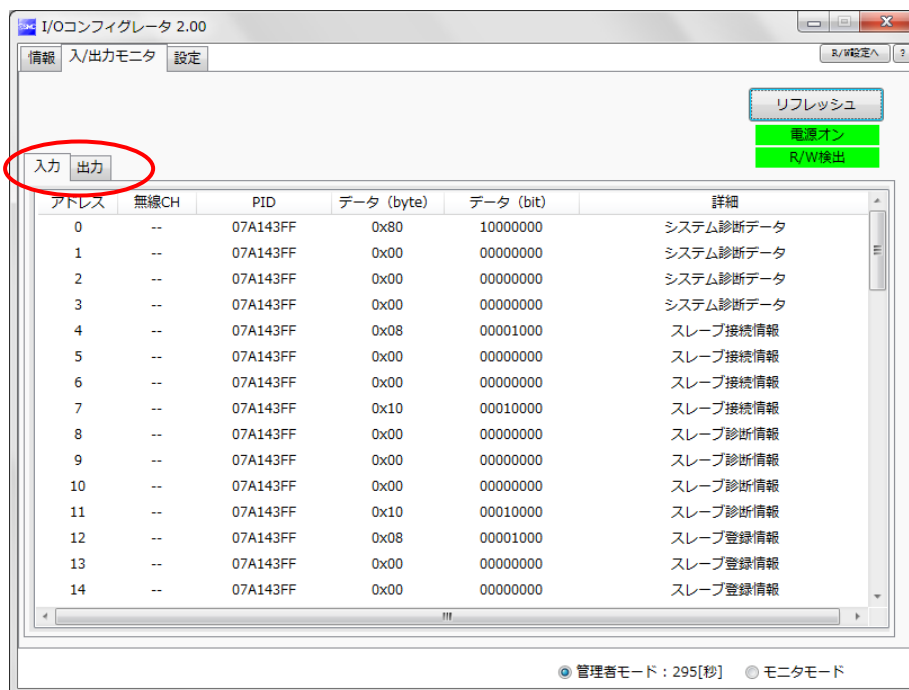 I/Oコンフィグレータ 2.00
情報 入/出力モニタ 設定 R/W設定へ ?
リフレッシュ
電源オン
R/W検出
入力 出力
アドレス 無線CH PID データ (byte) データ (bit) 詳細
0 -- 07A143FF 0x80 10000000 システム診断データ
1 -- 07A143FF 0x00 00000000 システム診断データ
2 -- 07A143FF 0x00 00000000 システム診断データ
3 -- 07A143FF 0x00 00000000 システム診断データ
4 -- 07A143FF 0x08 00001000 スレーブ接続情報
5 -- 07A143FF 0x00 00000000 スレーブ接続情報
6 -- 07A143FF 0x00 00000000 スレーブ接続情報
7 -- 07A143FF 0x10 00010000 スレーブ接続情報
8 -- 07A143FF 0x00 00000000 スレーブ診断情報
9 -- 07A143FF 0x00 00000000 スレーブ診断情報
10 -- 07A143FF 0x00 00000000 スレーブ診断情報
11 -- 07A143FF 0x10 00010000 スレーブ診断情報
12 -- 07A143FF 0x08 00001000 スレーブ登録情報
13 -- 07A143FF 0x00 00000000 スレーブ登録情報
14 -- 07A143FF 0x00 00000000 スレーブ登録情報
管理者モード：295[秒] モニタモード